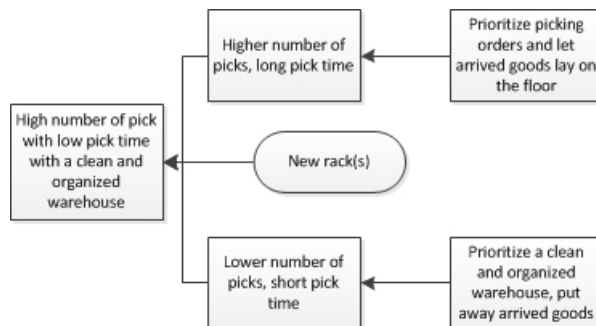 Higher number of
picks, long pick time
Prioritize picking
orders and let
arrived goods lay on
the floor
High number of pick
with low pick time
with a clean and
organized
warehouse
New rack(s)
Lower number of
picks, short pick
time
Prioritize a clean
and organized
warehouse, put
away arrived goods